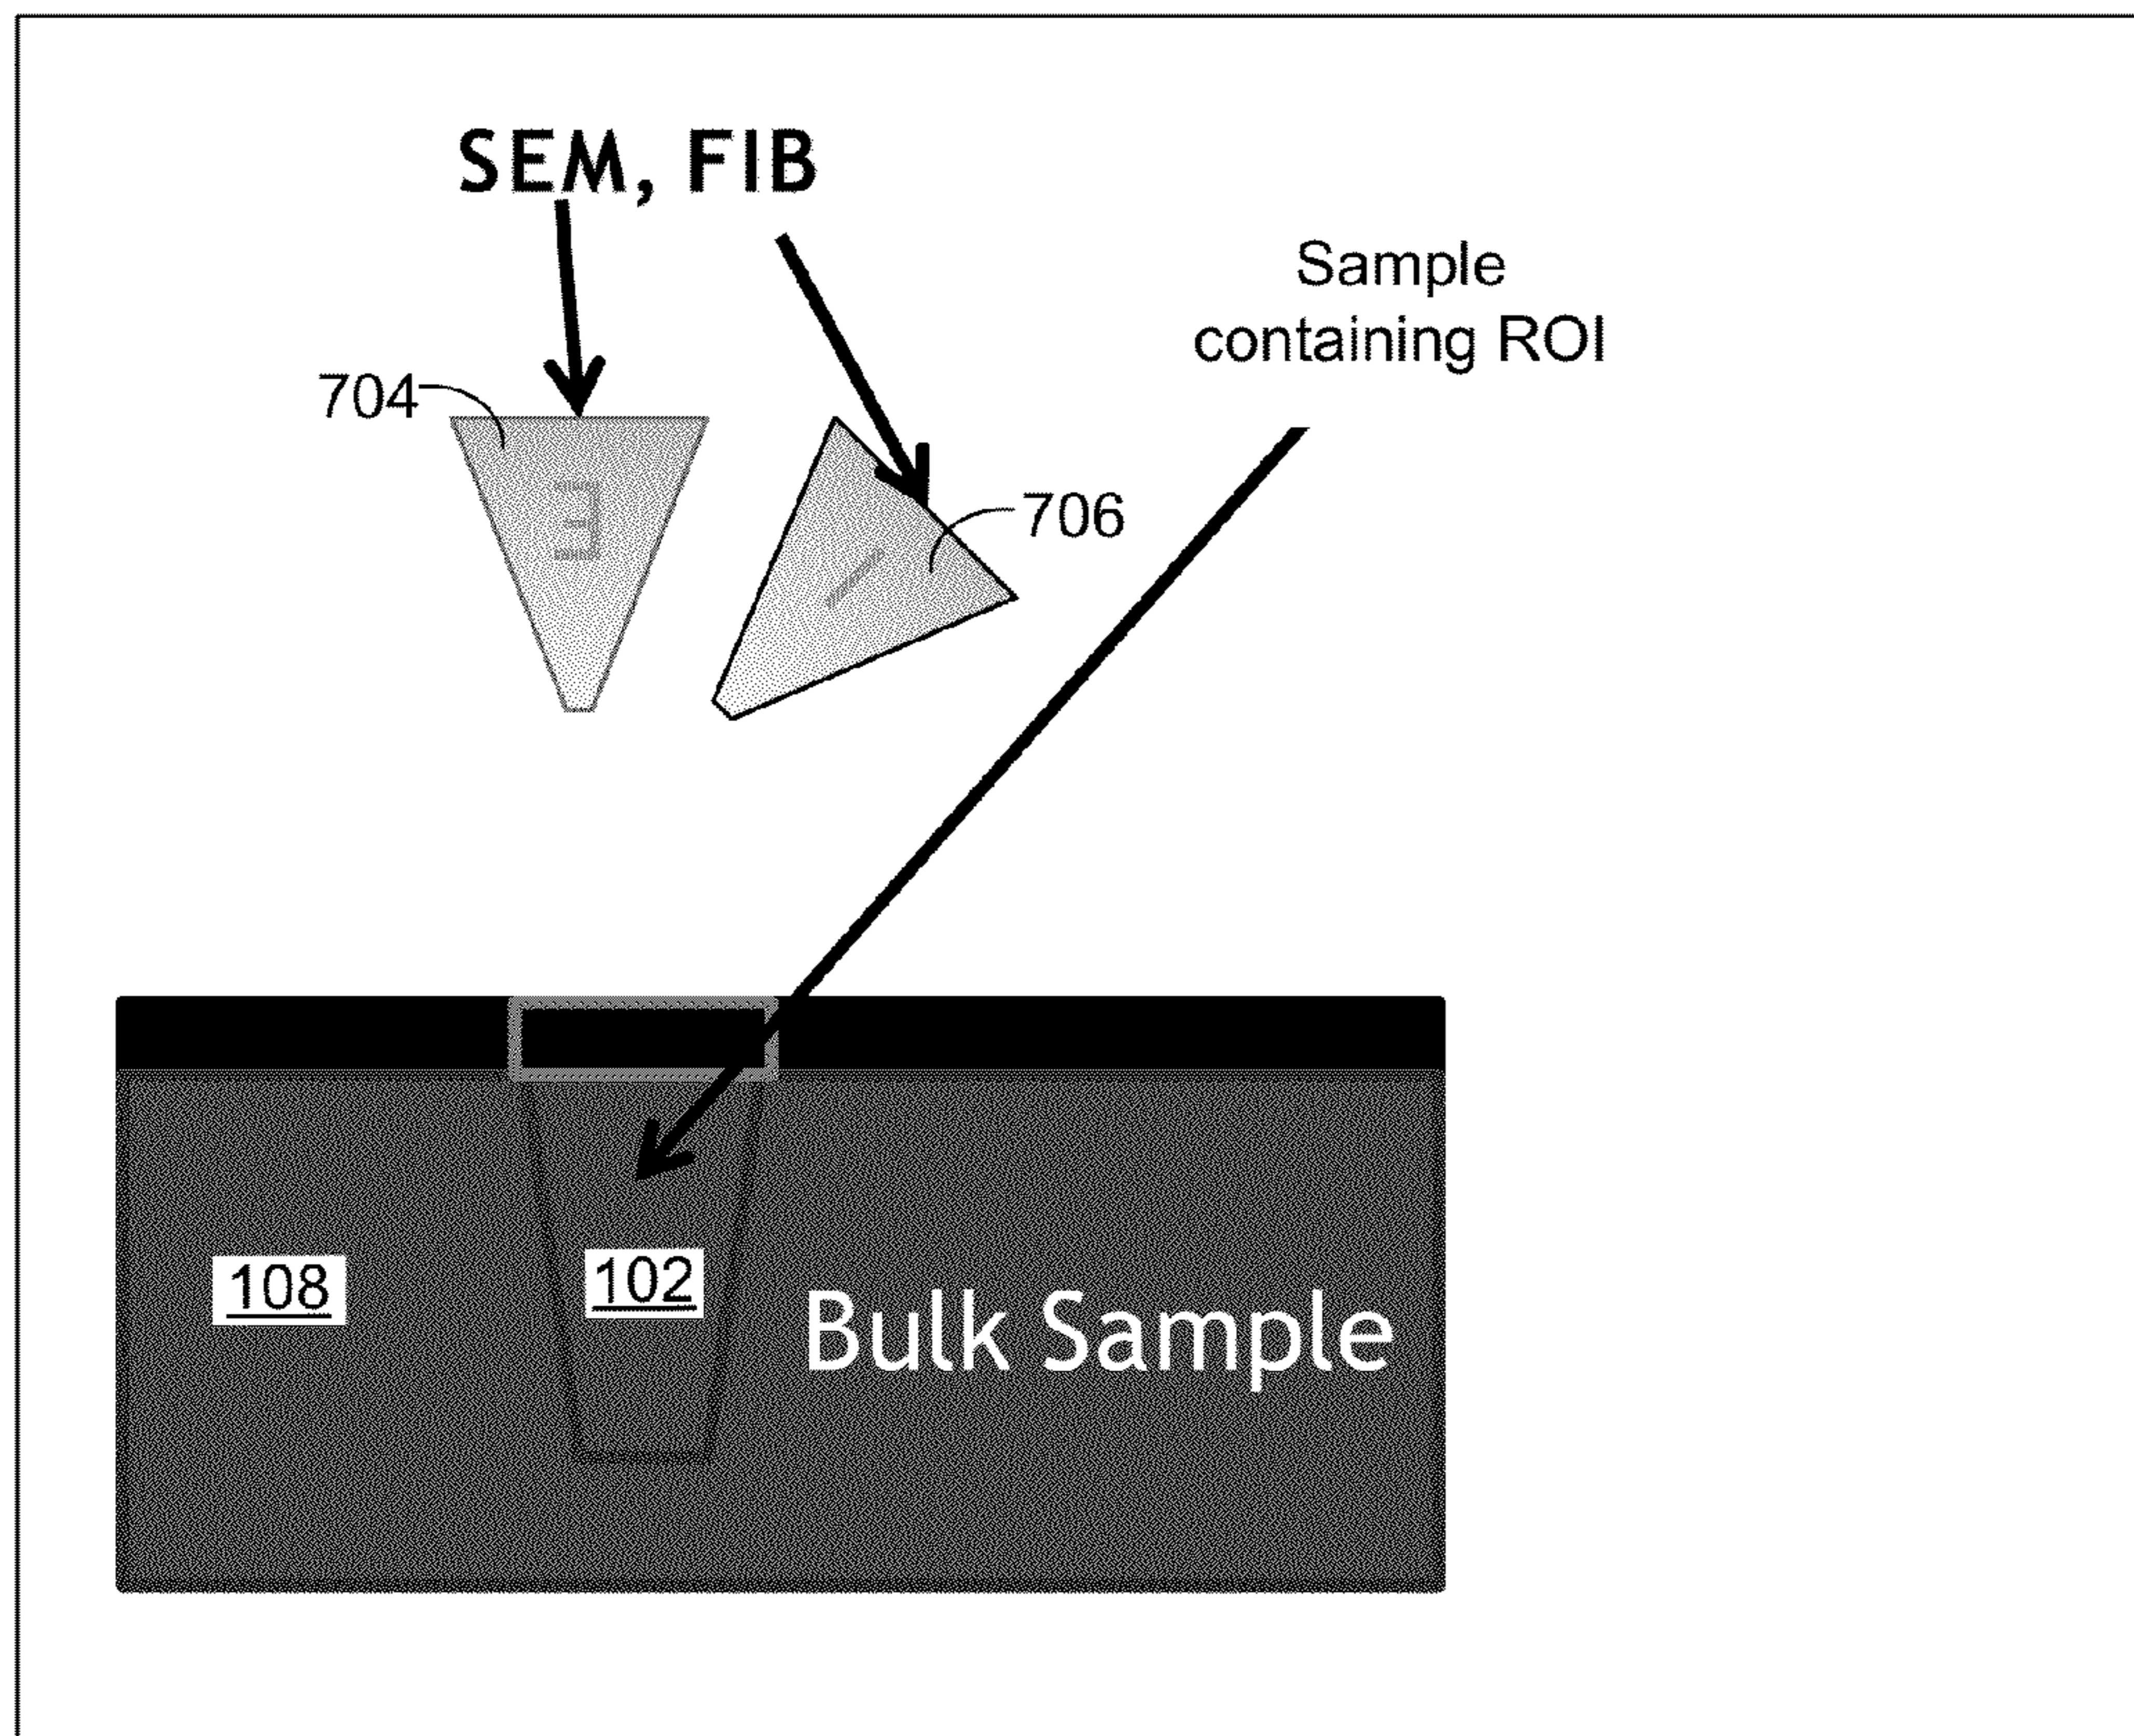 SEM, FIB
Sample
containing ROI
704
E
I
706
108
102
Bulk Sample